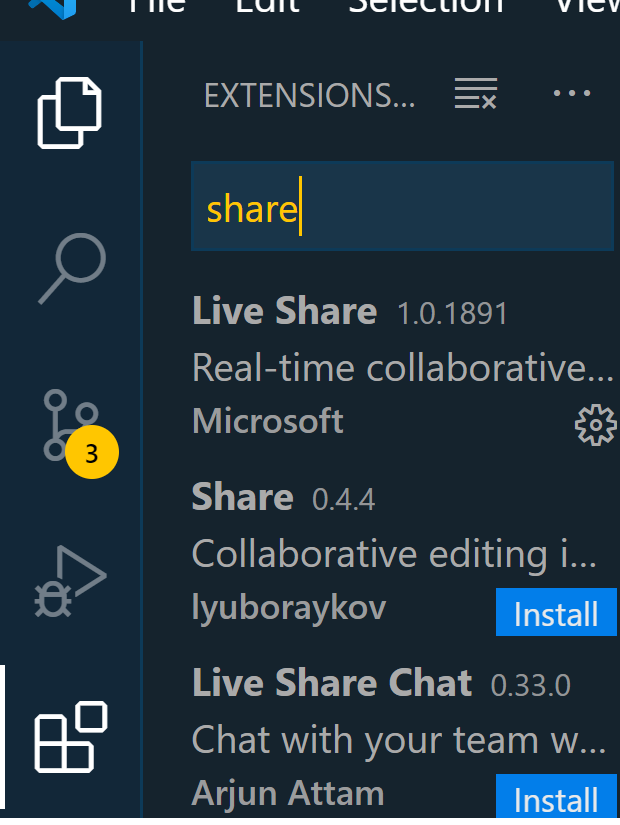 File Edit Selection View
EXTENSIONS...
share
Live Share 1.0.1891
Real-time collaborative...
Microsoft
3
Share 0.4.4
Collaborative editing i...
lyuboraykov Install
Live Share Chat 0.33.0
Chat with your team w...
Arjun Attam Install